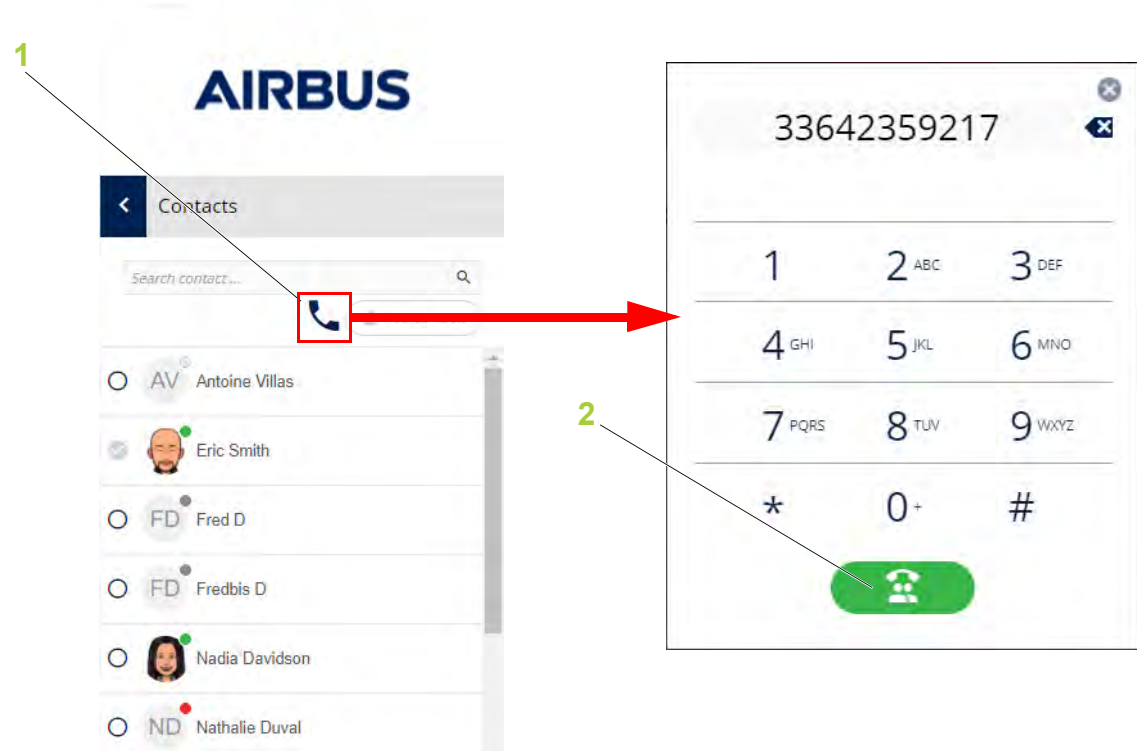 1
AIRBUS
Contacts
Search contact ...
AV Antoine Villas
Eric Smith
FD Fred D
FD Fredbis D
Nadia Davidson
ND Nathalie Duval
33642359217
1 2 ABC 3 DEF
4 GHI 5 JKL 6 MNO
7 PQRS 8 TUV 9 WXYZ
* 0 + #
2